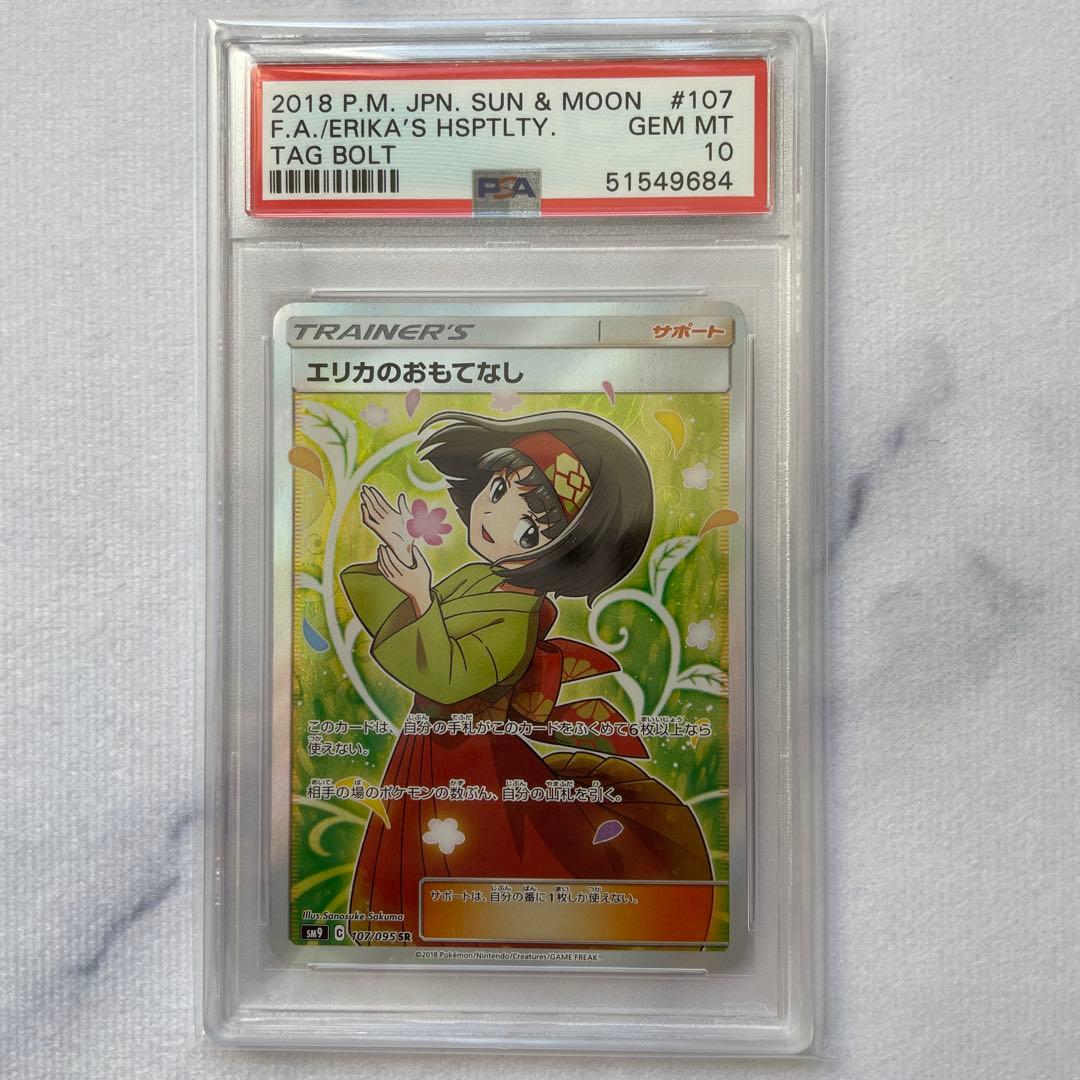 2018 P.M. JPN. SUN & MOON #107
F.A./ERIKA'S HSPTLTY. GEM MT
TAG BOLT 10
PSA 51549684
TRAINER'S サポート
エリカのおもてなし
このカードは、自分の手札がこのカードをふくめて6枚以上なら
使えない。
相手の場のポケモンの数ぶん、自分の山札を引く。
サポートは、自分の番に1枚しか使えない。
Illus. Sanosuke Sakuma
SM9 C 107/095 SR
©2018 Pokémon/Nintendo/Creatures/GAME FREAK.